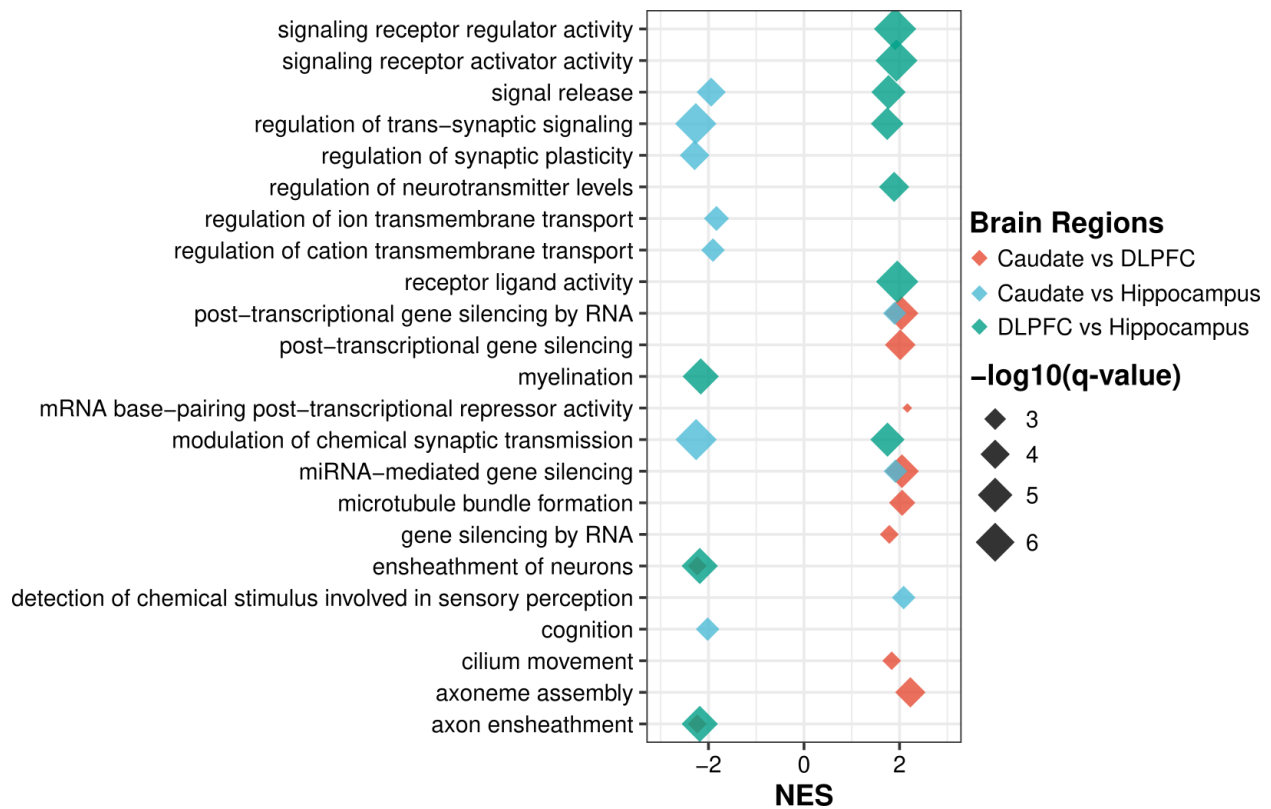 signaling receptor regulator activity
signaling receptor activator activity
signal release
regulation of trans−synaptic signaling
regulation of synaptic plasticity
regulation of neurotransmitter levels
regulation of ion transmembrane transport
regulation of cation transmembrane transport
receptor ligand activity
post−transcriptional gene silencing by RNA
post−transcriptional gene silencing
myelination
mRNA base−pairing post−transcriptional repressor activity
modulation of chemical synaptic transmission
miRNA−mediated gene silencing
microtubule bundle formation
gene silencing by RNA
ensheathment of neurons
detection of chemical stimulus involved in sensory perception
cognition
cilium movement
axoneme assembly
axon ensheathment
−2 0 2
NES
Brain Regions
Caudate vs DLPFC
Caudate vs Hippocampus
DLPFC vs Hippocampus
−log10(q-value)
3
4
5
6